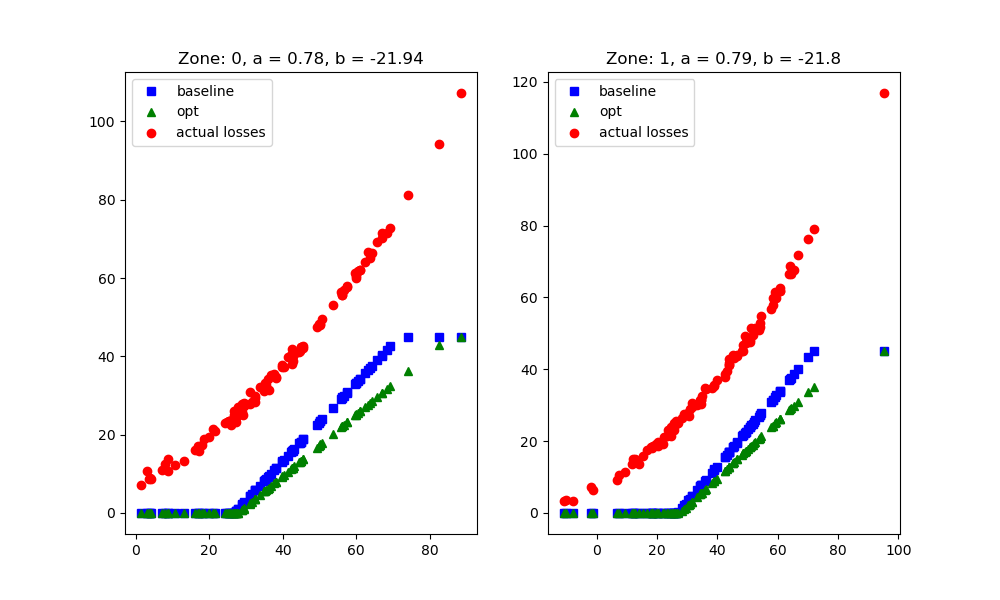 Zone: 0, a = 0.78, b = -21.94
baseline
opt
actual losses
100
80
60
40
20
0
0 20 40 60 80
Zone: 1, a = 0.79, b = -21.8
baseline
opt
actual losses
120
100
80
60
40
20
0
0 20 40 60 80 100